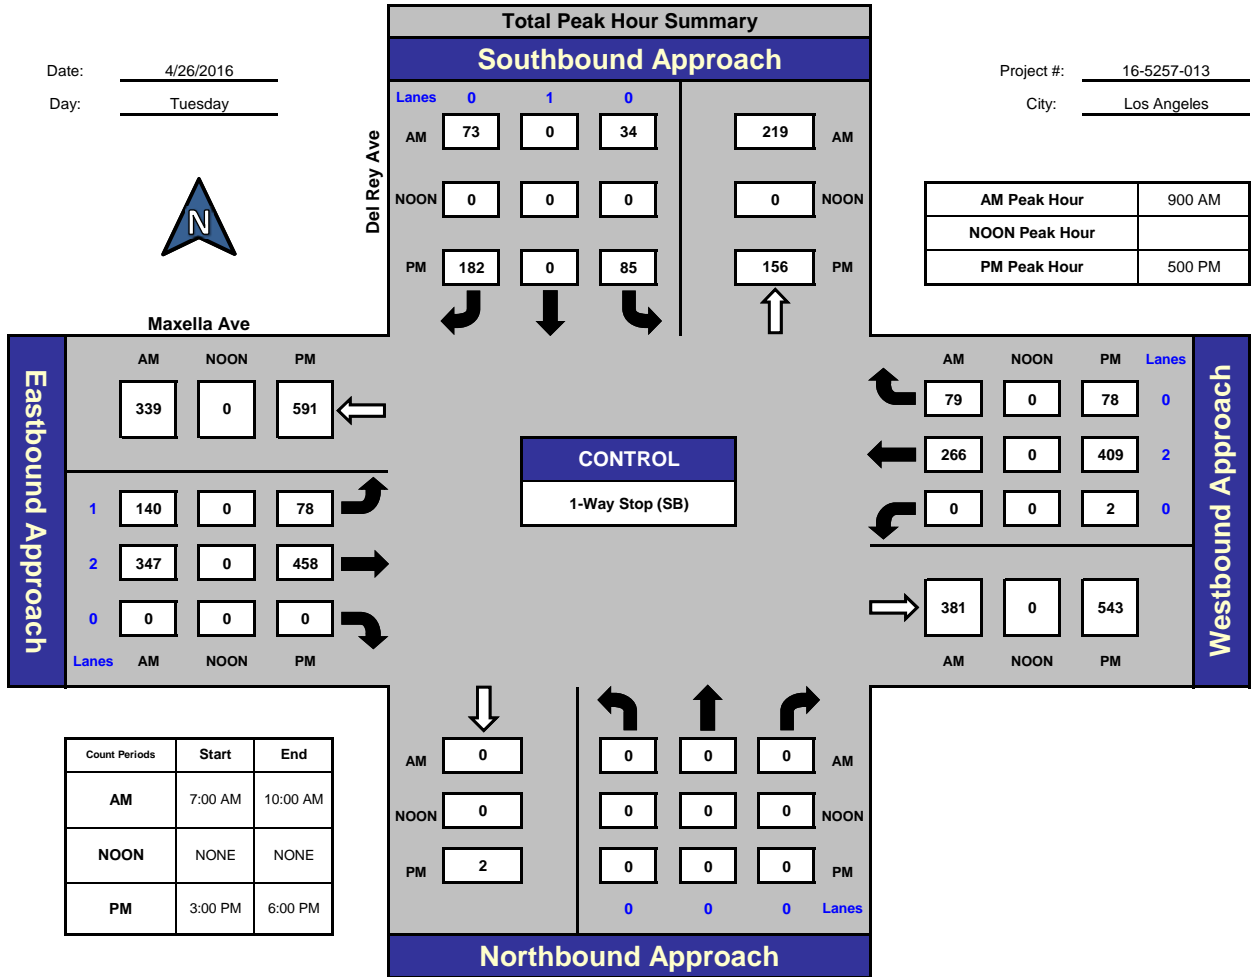 Total Peak Hour Summary
Southbound Approach
Date: 4/26/2016
Day: Tuesday
Project #: 16-5257-013
City: Los Angeles
N
Del Rey Ave
Lanes 0 1 0
AM 73 0 34 219 AM
NOON 0 0 0 0 NOON
PM 182 0 85 156 PM
AM Peak Hour 900 AM
NOON Peak Hour
PM Peak Hour 500 PM
Maxella Ave
Eastbound Approach
AM NOON PM
339 0 591
1 140 0 78
2 347 0 458
0 0 0 0
Lanes AM NOON PM
CONTROL
1-Way Stop (SB)
AM NOON PM Lanes
79 0 78 0
266 0 409 2
0 0 2 0
381 0 543
AM NOON PM
Westbound Approach
Count Periods Start End
AM 7:00 AM 10:00 AM
NOON NONE NONE
PM 3:00 PM 6:00 PM
AM 0 0 0 0 AM
NOON 0 0 0 0 NOON
PM 2 0 0 0 PM
0 0 0 Lanes
Northbound Approach